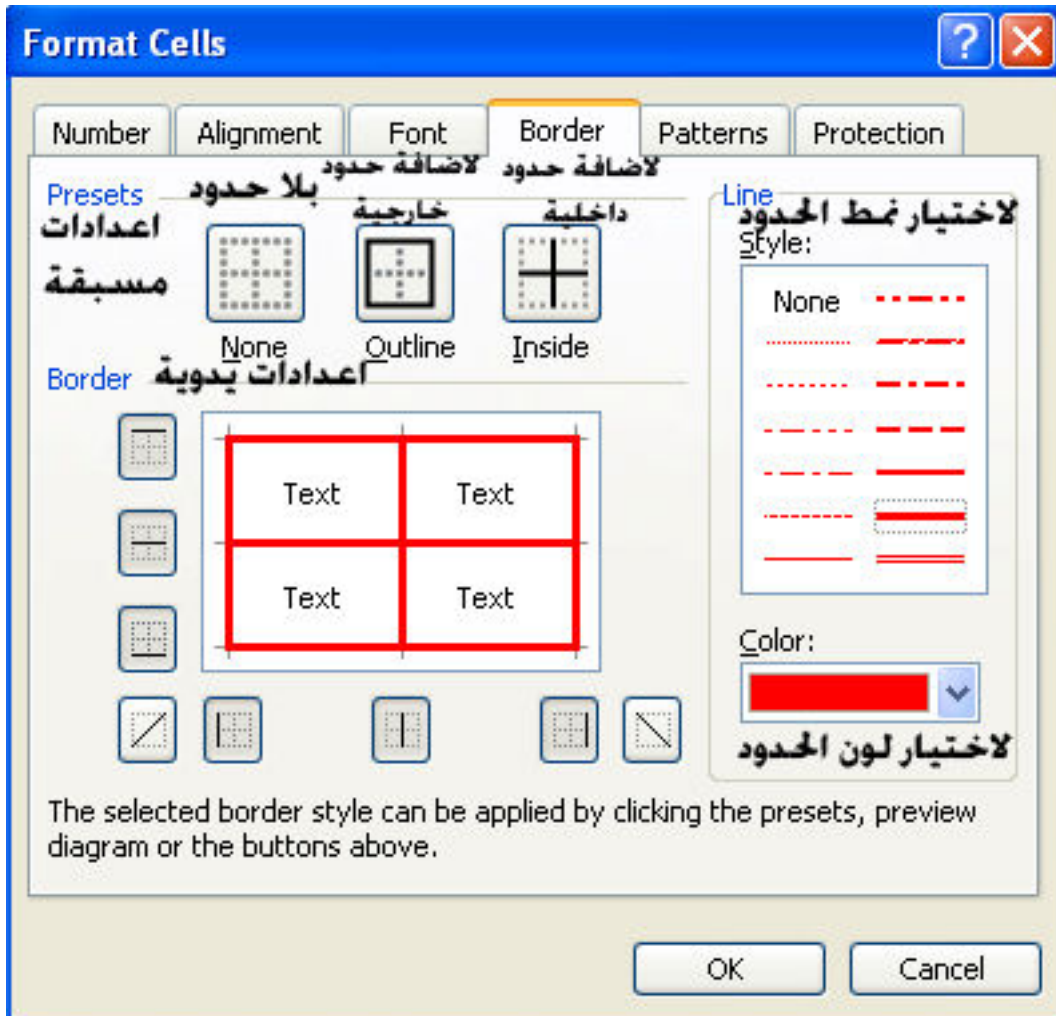 Format Cells
Number Alignment Font Border Patterns Protection
Presets
بلا حدود
لاضافة حدود
خارجية
لاضافة حدود
داخلية
اعدادات
مسبقة
None Outline Inside
Line
لاختيار نمط الحدود
Style:
None
Border
اعدادات يدوية
Text Text
Text Text
Color:
لاختيار لون الحدود
The selected border style can be applied by clicking the presets, preview
diagram or the buttons above.
OK Cancel